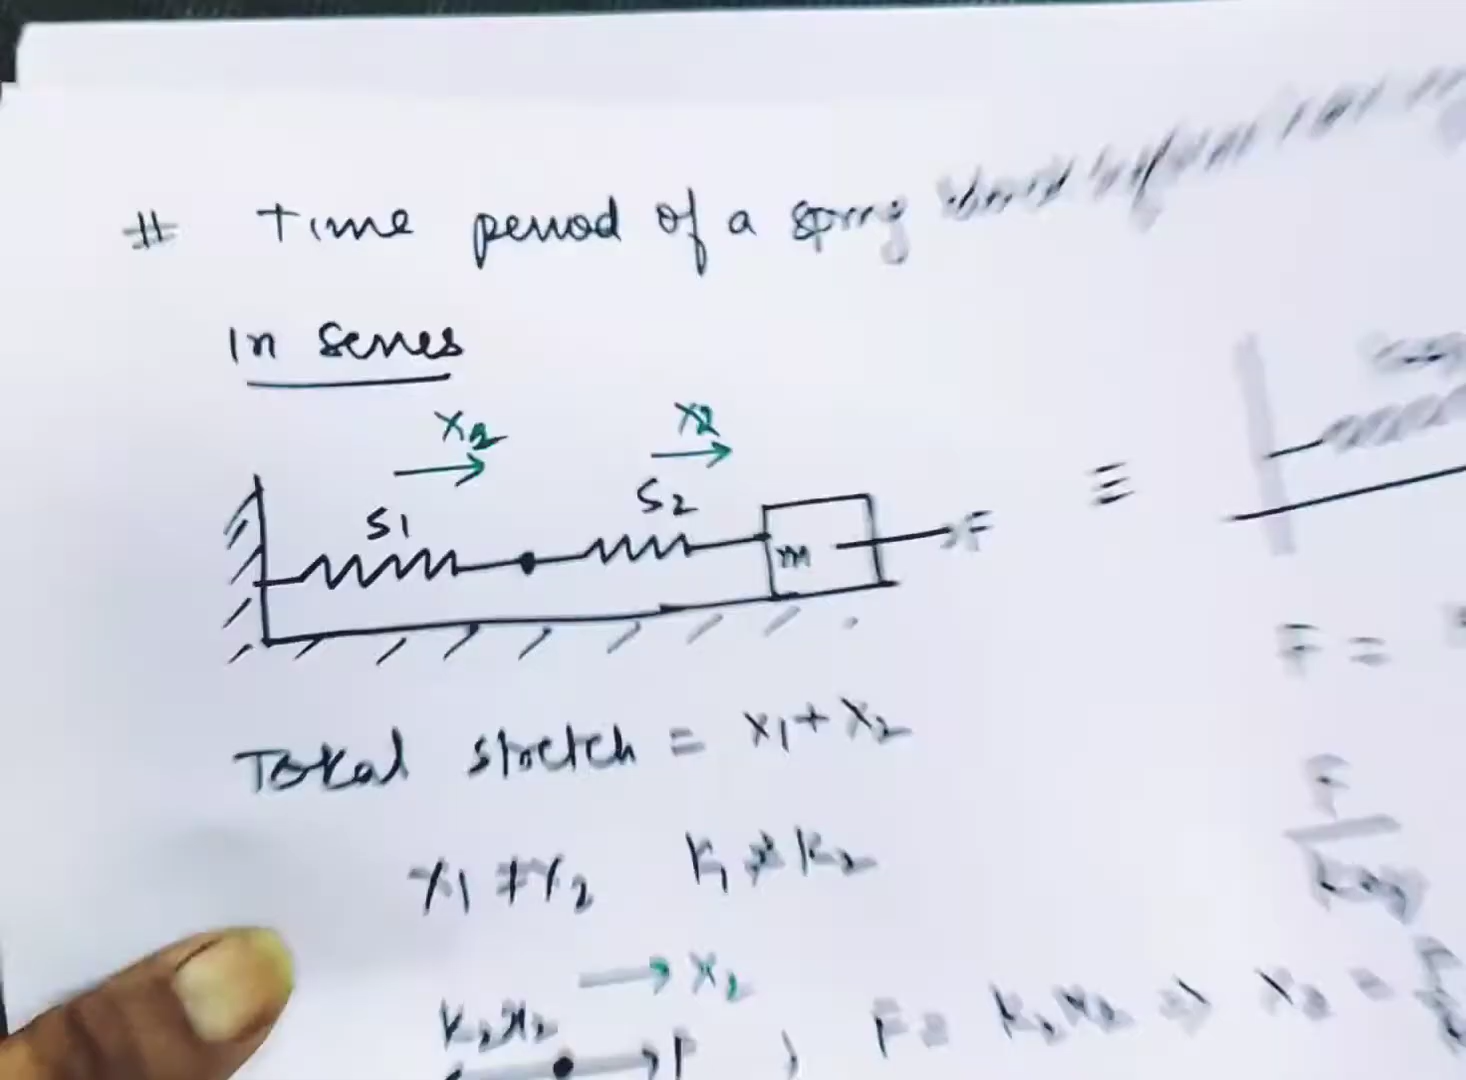 # Time period of a spring
In series
X2 X2
S1 S2
m F ≡
Total stretch = x1 + x2
F =
x1 ≠ x2 K1 ≠ K2
F
→ X2
K2x2 F , F = K2x2 ⇒ x2 = F